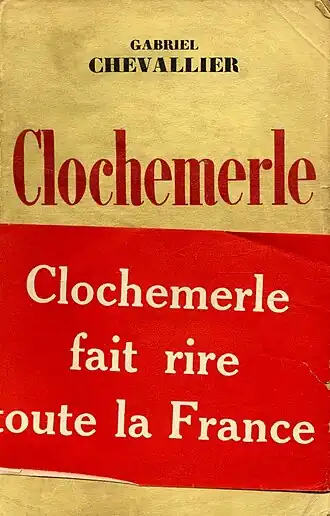 GABRIEL
CHEVALLIER
Clochemerle
Clochemerle
fait rire
toute la France